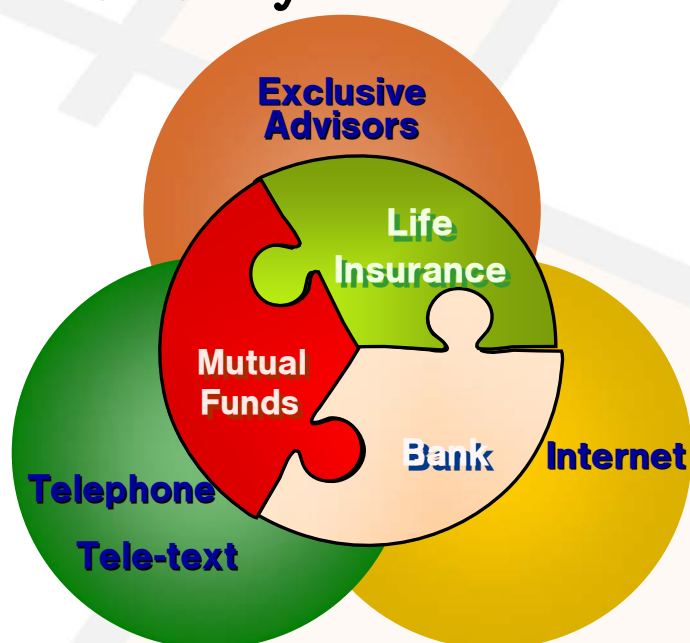 Exclusive
Advisors
Life
Insurance
Mutual
Funds
Bank
Internet
Telephone
Tele-text